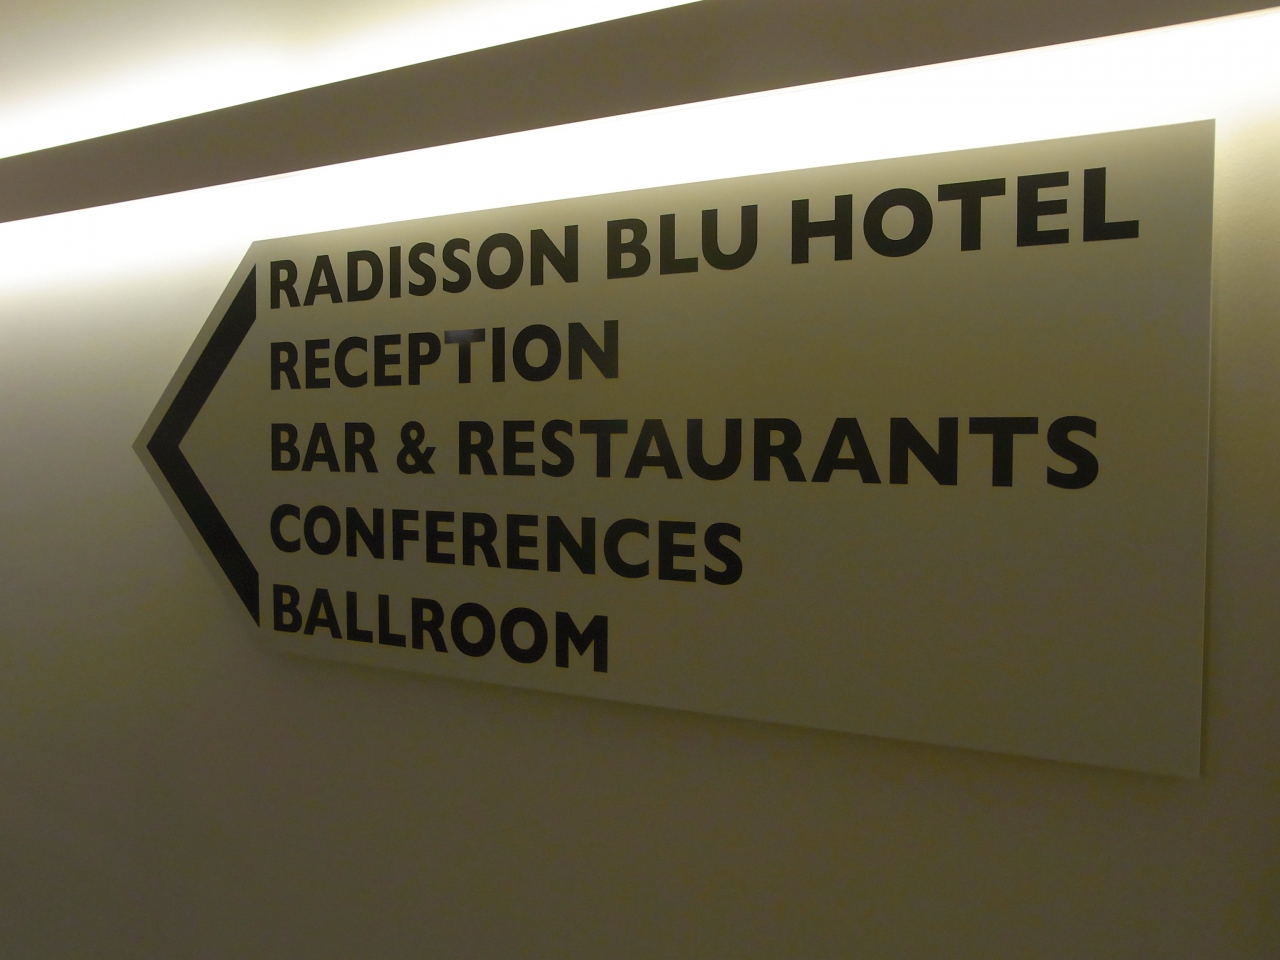 RADISSON BLU HOTEL
RECEPTION
BAR & RESTAURANTS
CONFERENCES
BALLROOM